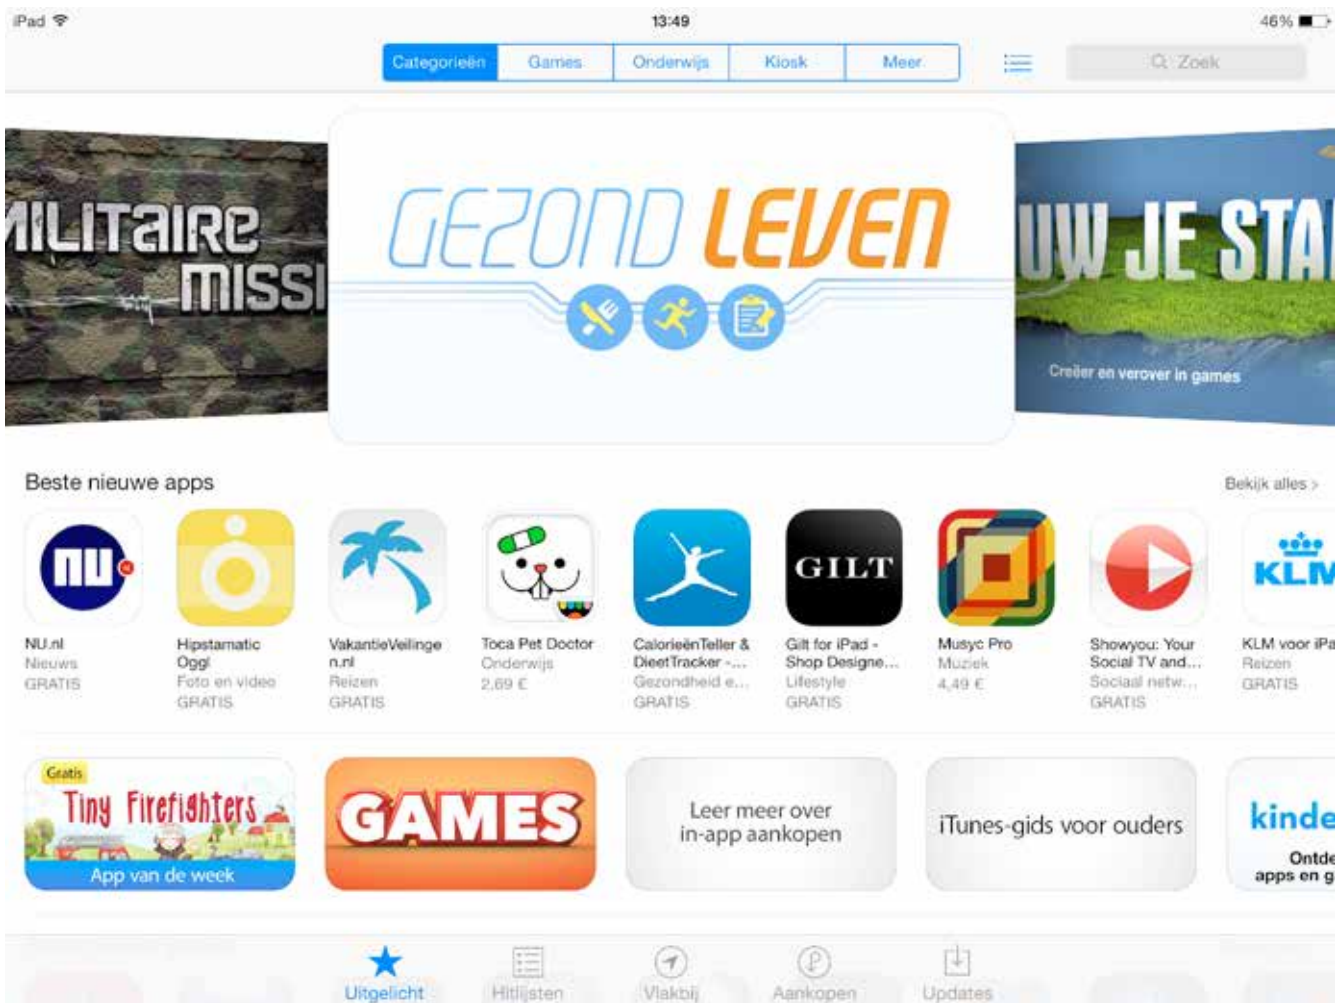 iPad
13:49
46%
Categorieën
Games
Onderwijs
Kiosk
Meer
Zoek
MILITAIRE
MISSI
GEZOND LEVEN
UW JE STA
Creëer en verover in games
Beste nieuwe apps
Bekijk alles >
nu
GILT
KLM
NU.nl
Nieuws
GRATIS
Hipstamatic
Oggl
Foto en video
GRATIS
VakantieVeilinge
n.nl
Reizen
GRATIS
Toca Pet Doctor
Onderwijs
2,69 €
CalorieënTeller &
DieetTracker -...
Gezondheid e...
GRATIS
Gilt for iPad -
Shop Designe...
Lifestyle
GRATIS
Musyc Pro
Muziek
4,49 €
Showyou: Your
Social TV and...
Sociaal netw...
GRATIS
KLM voor iPa
Reizen
GRATIS
Gratis
Tiny Firefighters
App van de week
GAMES
Leer meer over
in-app aankopen
iTunes-gids voor ouders
kinde
Ontde
apps en g
Uitgelicht
Hitlijsten
Vlakbij
Aankopen
Updates